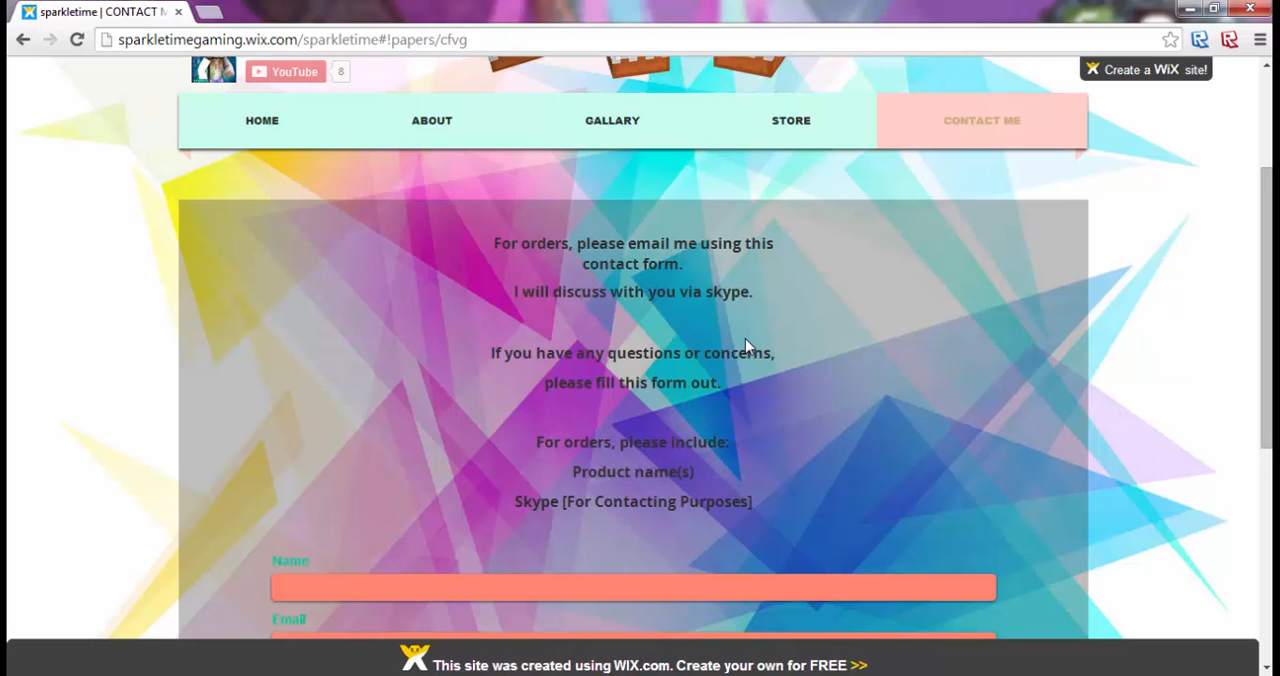 sparkletime | CONTACT M
sparkletimegaming.wix.com/sparkletime#!papers/cfvg
YouTube 8
Create a WiX site!
HOME ABOUT GALLARY STORE CONTACT ME
For orders, please email me using this
contact form.
I will discuss with you via skype.
If you have any questions or concerns,
please fill this form out.
For orders, please include:
Product name(s)
Skype [For Contacting Purposes]
Name
Email
This site was created using WIX.com. Create your own for FREE >>